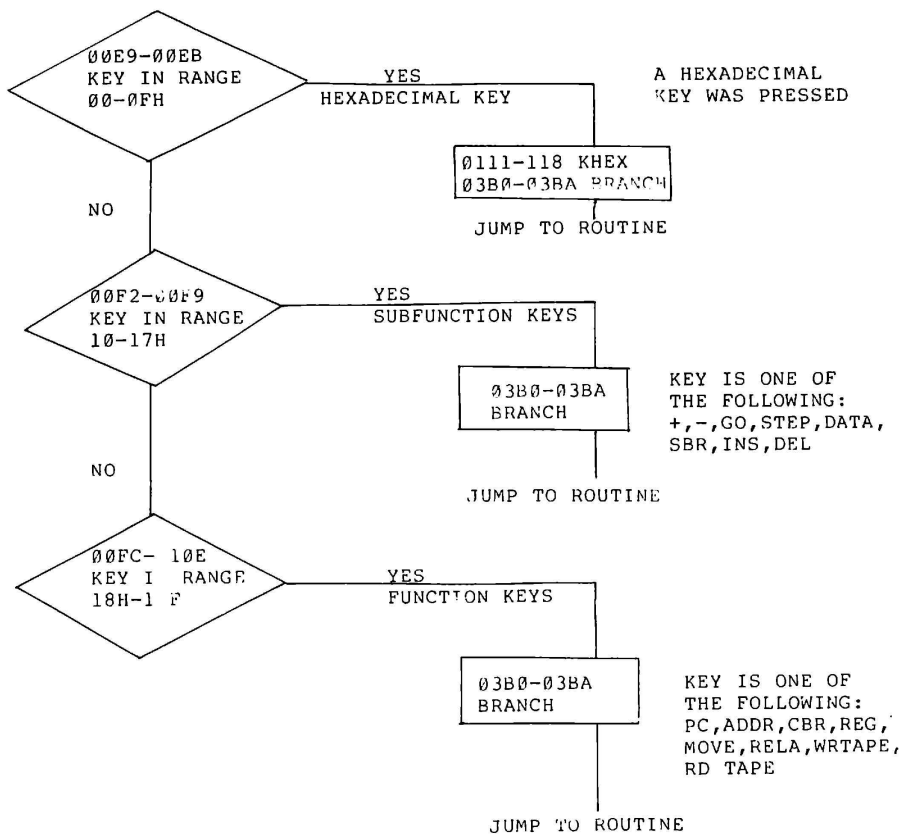 00E9-00EB
KEY IN RANGE
00-0FH
YES
HEXADECIMAL KEY
A HEXADECIMAL
KEY WAS PRESSED
0111-118 KHEX
03B0-03BA BRANCH
JUMP TO ROUTINE
NO
00F2-00F9
KEY IN RANGE
10-17H
YES
SUBFUNCTION KEYS
03B0-03BA
BRANCH
KEY IS ONE OF
THE FOLLOWING:
+,-,GO,STEP,DATA,
SBR,INS,DEL
JUMP TO ROUTINE
NO
00FC- 10E
KEY I RANGE
18H-1 F
YES
FUNCTION KEYS
03B0-03BA
BRANCH
KEY IS ONE OF
THE FOLLOWING:
PC,ADDR,CBR,REG,
MOVE,RELA,WRTAPE,
RD TAPE
JUMP TO ROUTINE